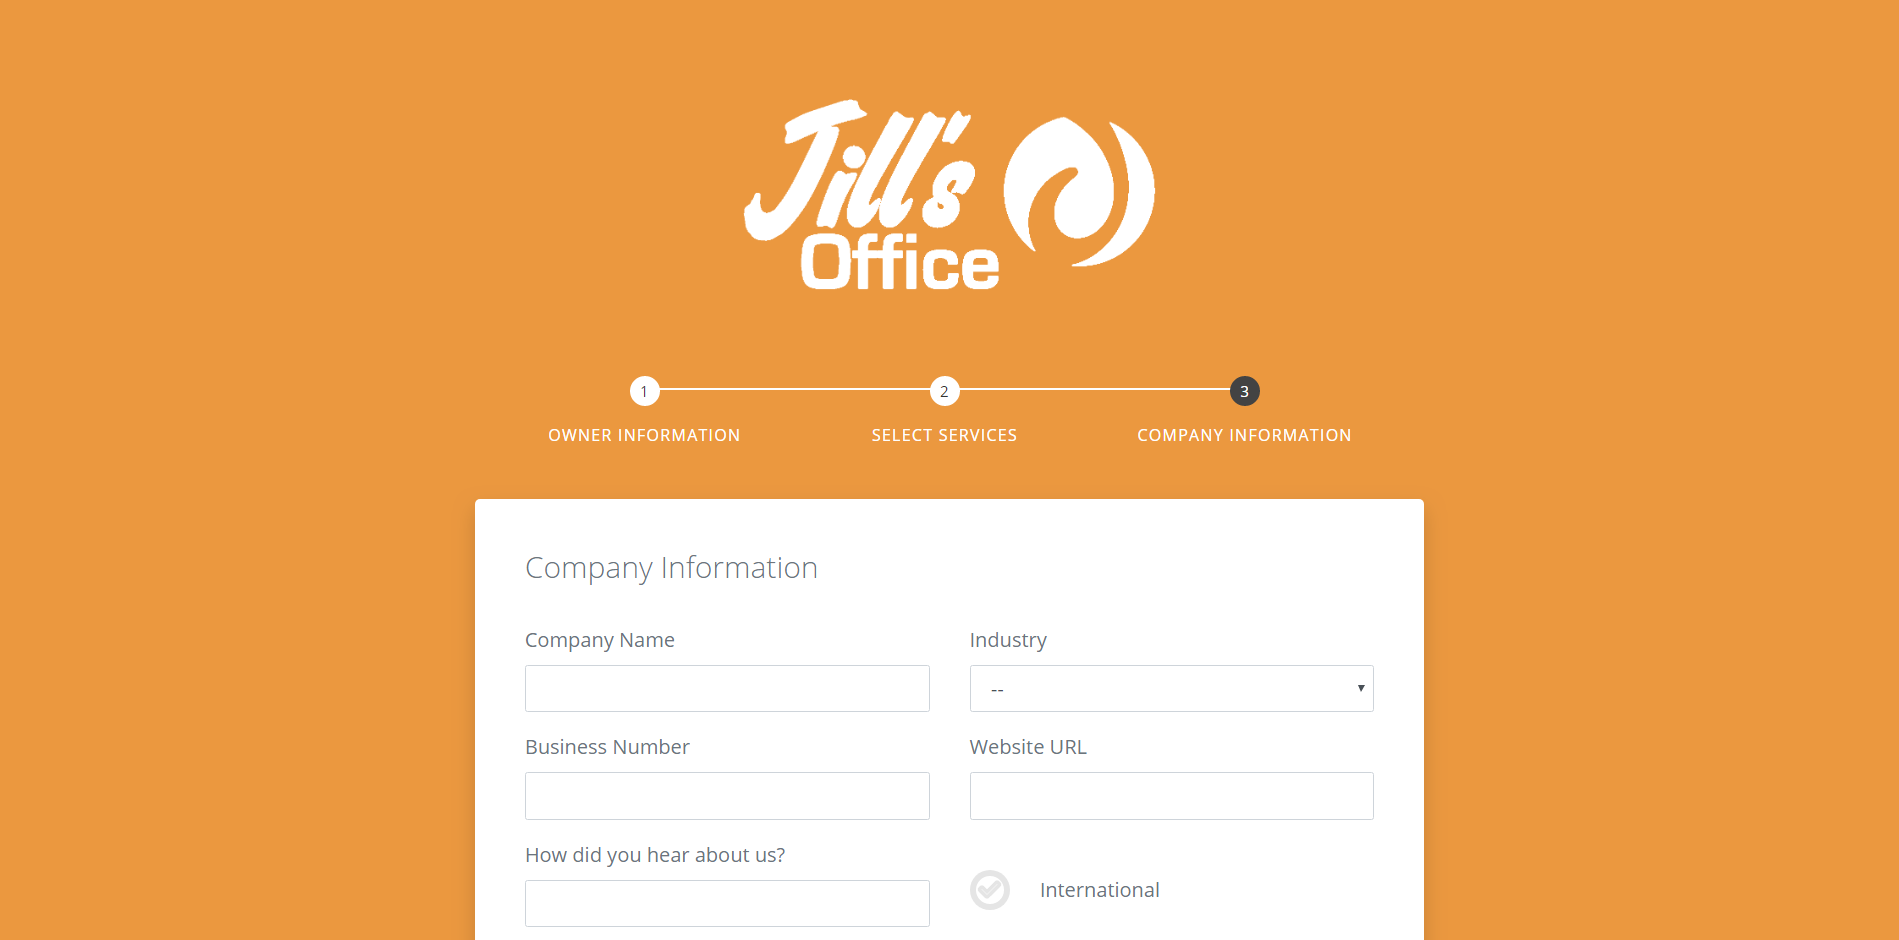 Jill's
Office
1
2
3
OWNER INFORMATION
SELECT SERVICES
COMPANY INFORMATION
Company Information
Company Name
Industry
--
Business Number
Website URL
How did you hear about us?
International